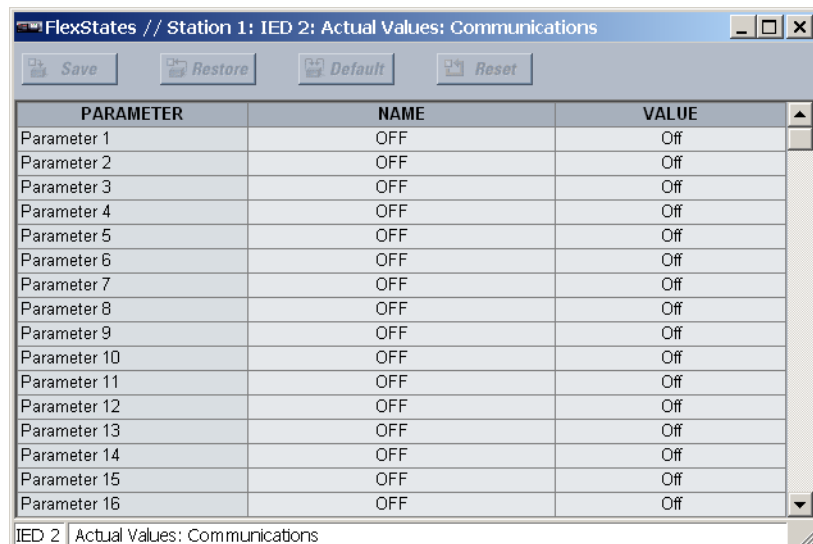 FlexStates // Station 1: IED 2: Actual Values: Communications
Save Restore Default Reset
PARAMETER NAME VALUE
Parameter 1 OFF Off
Parameter 2 OFF Off
Parameter 3 OFF Off
Parameter 4 OFF Off
Parameter 5 OFF Off
Parameter 6 OFF Off
Parameter 7 OFF Off
Parameter 8 OFF Off
Parameter 9 OFF Off
Parameter 10 OFF Off
Parameter 11 OFF Off
Parameter 12 OFF Off
Parameter 13 OFF Off
Parameter 14 OFF Off
Parameter 15 OFF Off
Parameter 16 OFF Off
IED 2 Actual Values: Communications